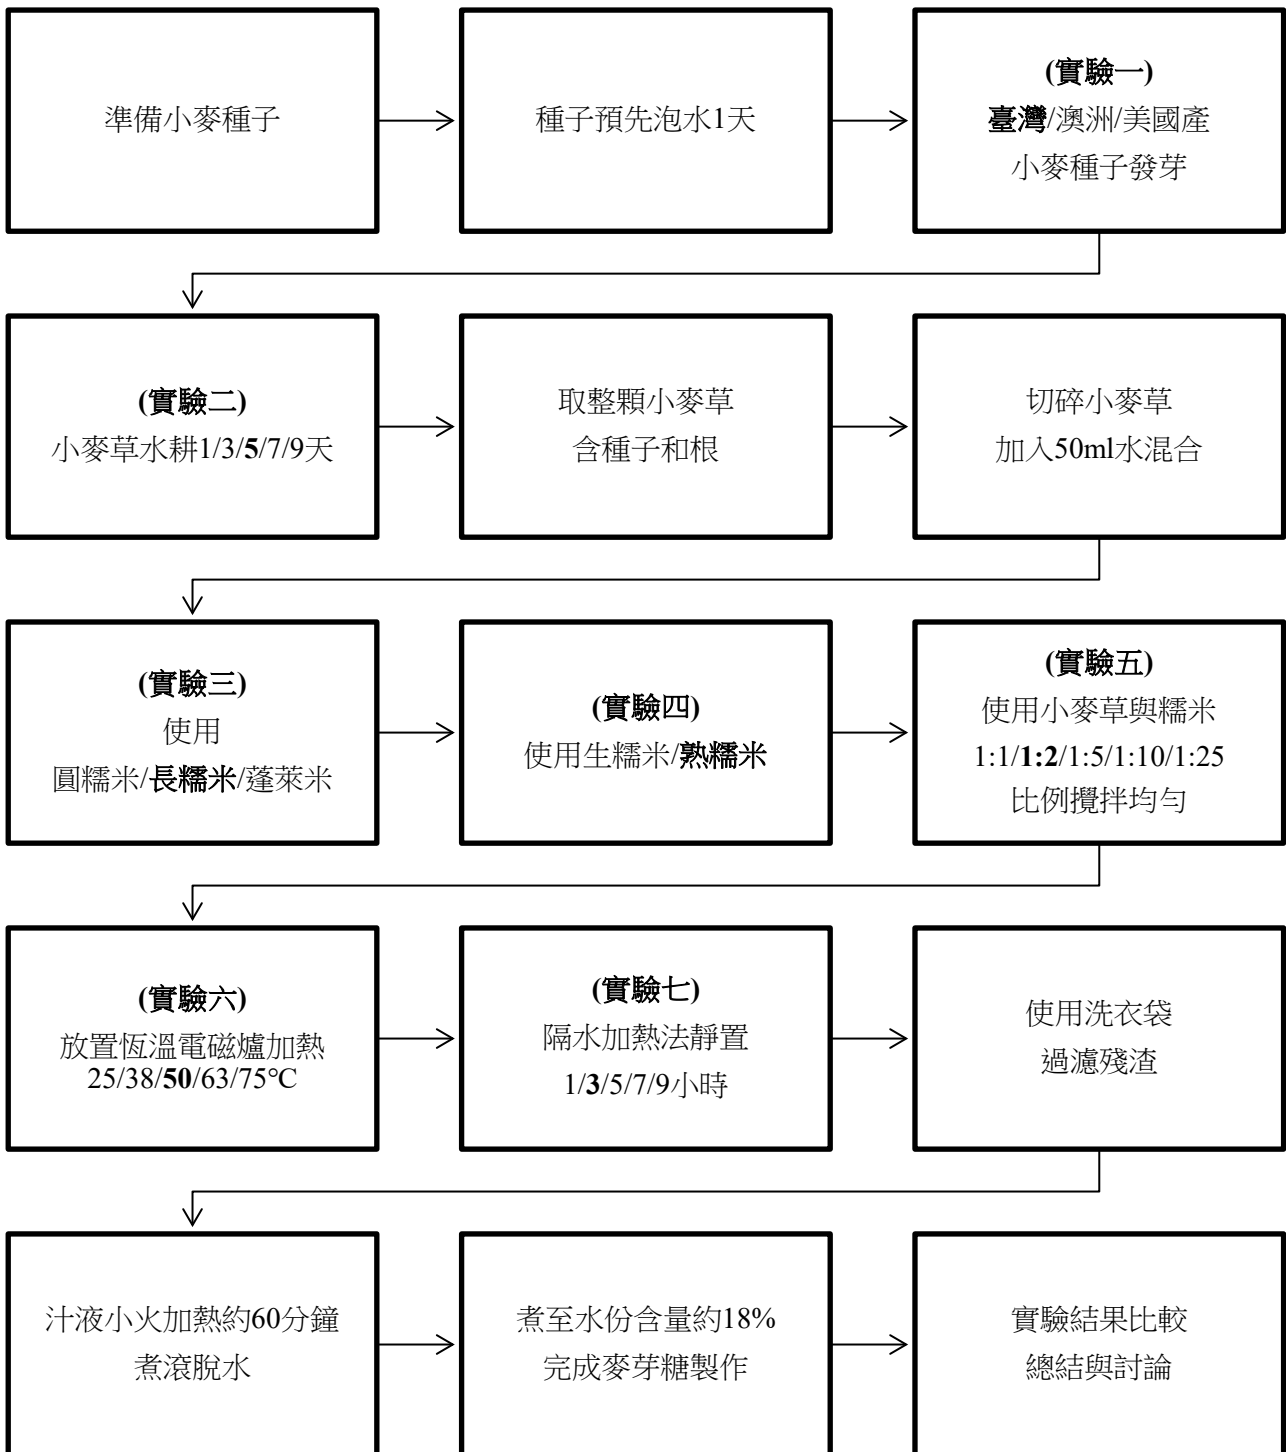 準備小麥種子
種子預先泡水1天
(實驗一)
臺灣/澳洲/美國產
小麥種子發芽
(實驗二)
小麥草水耕1/3/5/7/9天
取整顆小麥草
含種子和根
切碎小麥草
加入50ml水混合
(實驗三)
使用
圓糯米/長糯米/蓬萊米
(實驗四)
使用生糯米/熟糯米
(實驗五)
使用小麥草與糯米
1:1/1:2/1:5/1:10/1:25
比例攪拌均勻
(實驗六)
放置恆溫電磁爐加熱
25/38/50/63/75°C
(實驗七)
隔水加熱法靜置
1/3/5/7/9小時
使用洗衣袋
過濾殘渣
汁液小火加熱約60分鐘
煮滾脫水
煮至水份含量約18%
完成麥芽糖製作
實驗結果比較
總結與討論